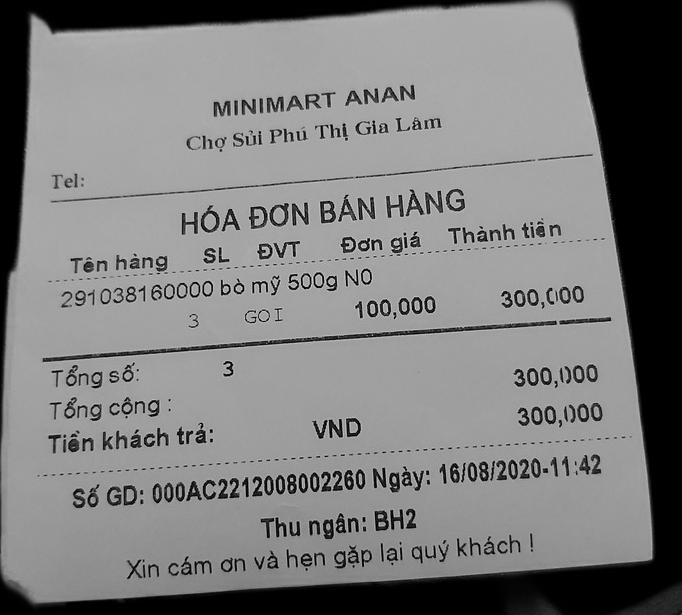 MINIMART ANAN
Chợ Sủi Phú Thị Gia Lâm
Tel:
HÓA ĐƠN BÁN HÀNG
Tên hàng SL ĐVT Đơn giá Thành tiền
291038160000 bò mỹ 500g N0
3 GOI 100,000 300,000
Tổng số: 3
Tổng cộng : 300,000
Tiền khách trả: VND 300,000
Số GD: 000AC2212008002260 Ngày: 16/08/2020-11:42
Thu ngân: BH2
Xin cám ơn và hẹn gặp lại quý khách !